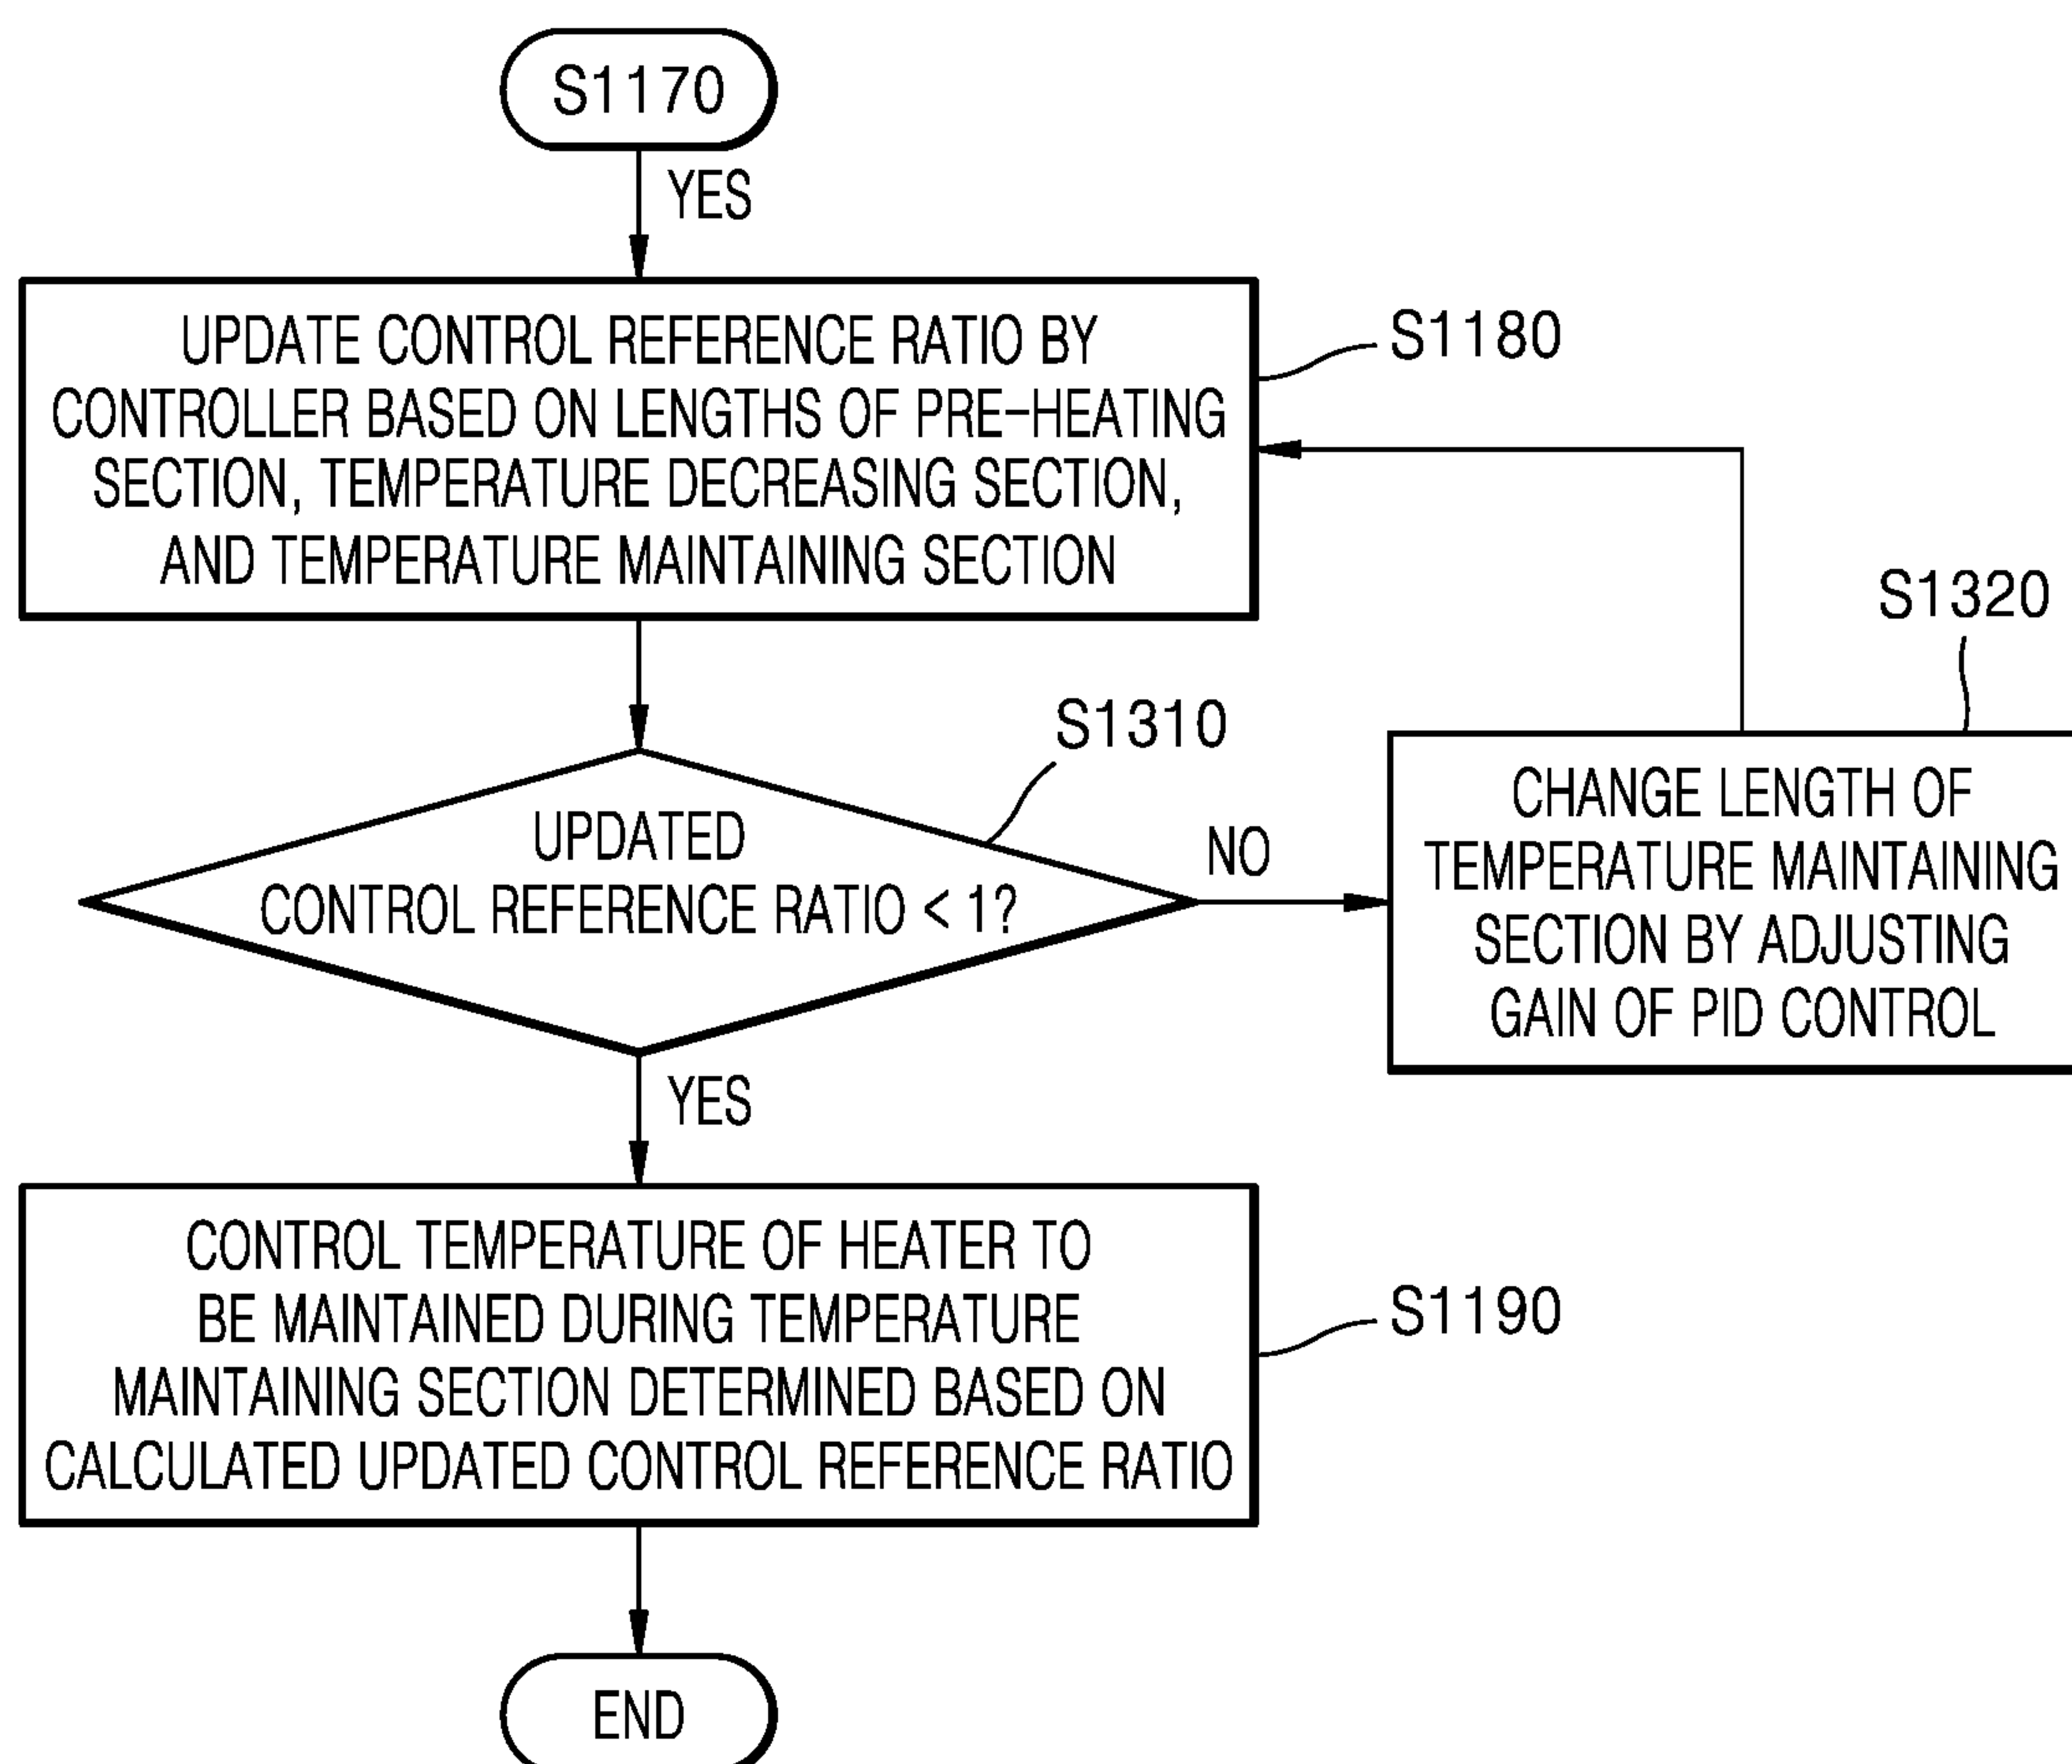 S1170
YES
UPDATE CONTROL REFERENCE RATIO BY
CONTROLLER BASED ON LENGTHS OF PRE-HEATING
SECTION, TEMPERATURE DECREASING SECTION,
AND TEMPERATURE MAINTAINING SECTION
S1180
S1320
S1310
UPDATED
CONTROL REFERENCE RATIO < 1?
NO
CHANGE LENGTH OF
TEMPERATURE MAINTAINING
SECTION BY ADJUSTING
GAIN OF PID CONTROL
YES
CONTROL TEMPERATURE OF HEATER TO
BE MAINTAINED DURING TEMPERATURE
MAINTAINING SECTION DETERMINED BASED ON
CALCULATED UPDATED CONTROL REFERENCE RATIO
S1190
END